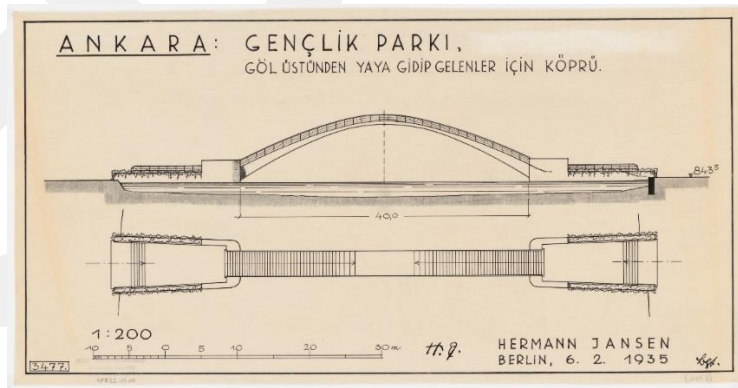 ANKARA: GENÇLİK PARKI,
GÖL ÜSTÜNDEN YAYA GİDİP GELENLER İÇİN KÖPRÜ.
843⁵
40,0
1:200
10 5 0 5 10 20 30m
H. J.
HERMANN JANSEN
BERLIN, 6. 2. 1935
3477.